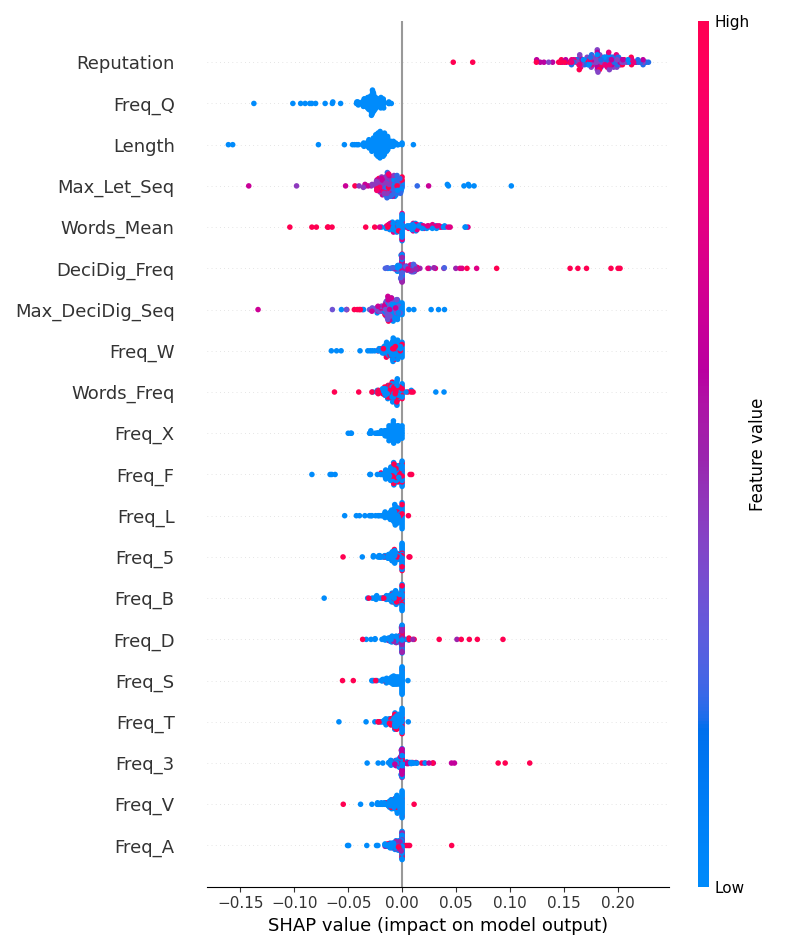 High
Reputation
Freq_Q
Length
Max_Let_Seq
Words_Mean
DeciDig_Freq
Max_DeciDig_Seq
Freq_W
Words_Freq
Freq_X
Freq_F
Freq_L
Freq_5
Freq_B
Freq_D
Freq_S
Freq_T
Freq_3
Freq_V
Freq_A
Feature value
Low
−0.15 −0.10 −0.05 0.00 0.05 0.10 0.15 0.20
SHAP value (impact on model output)